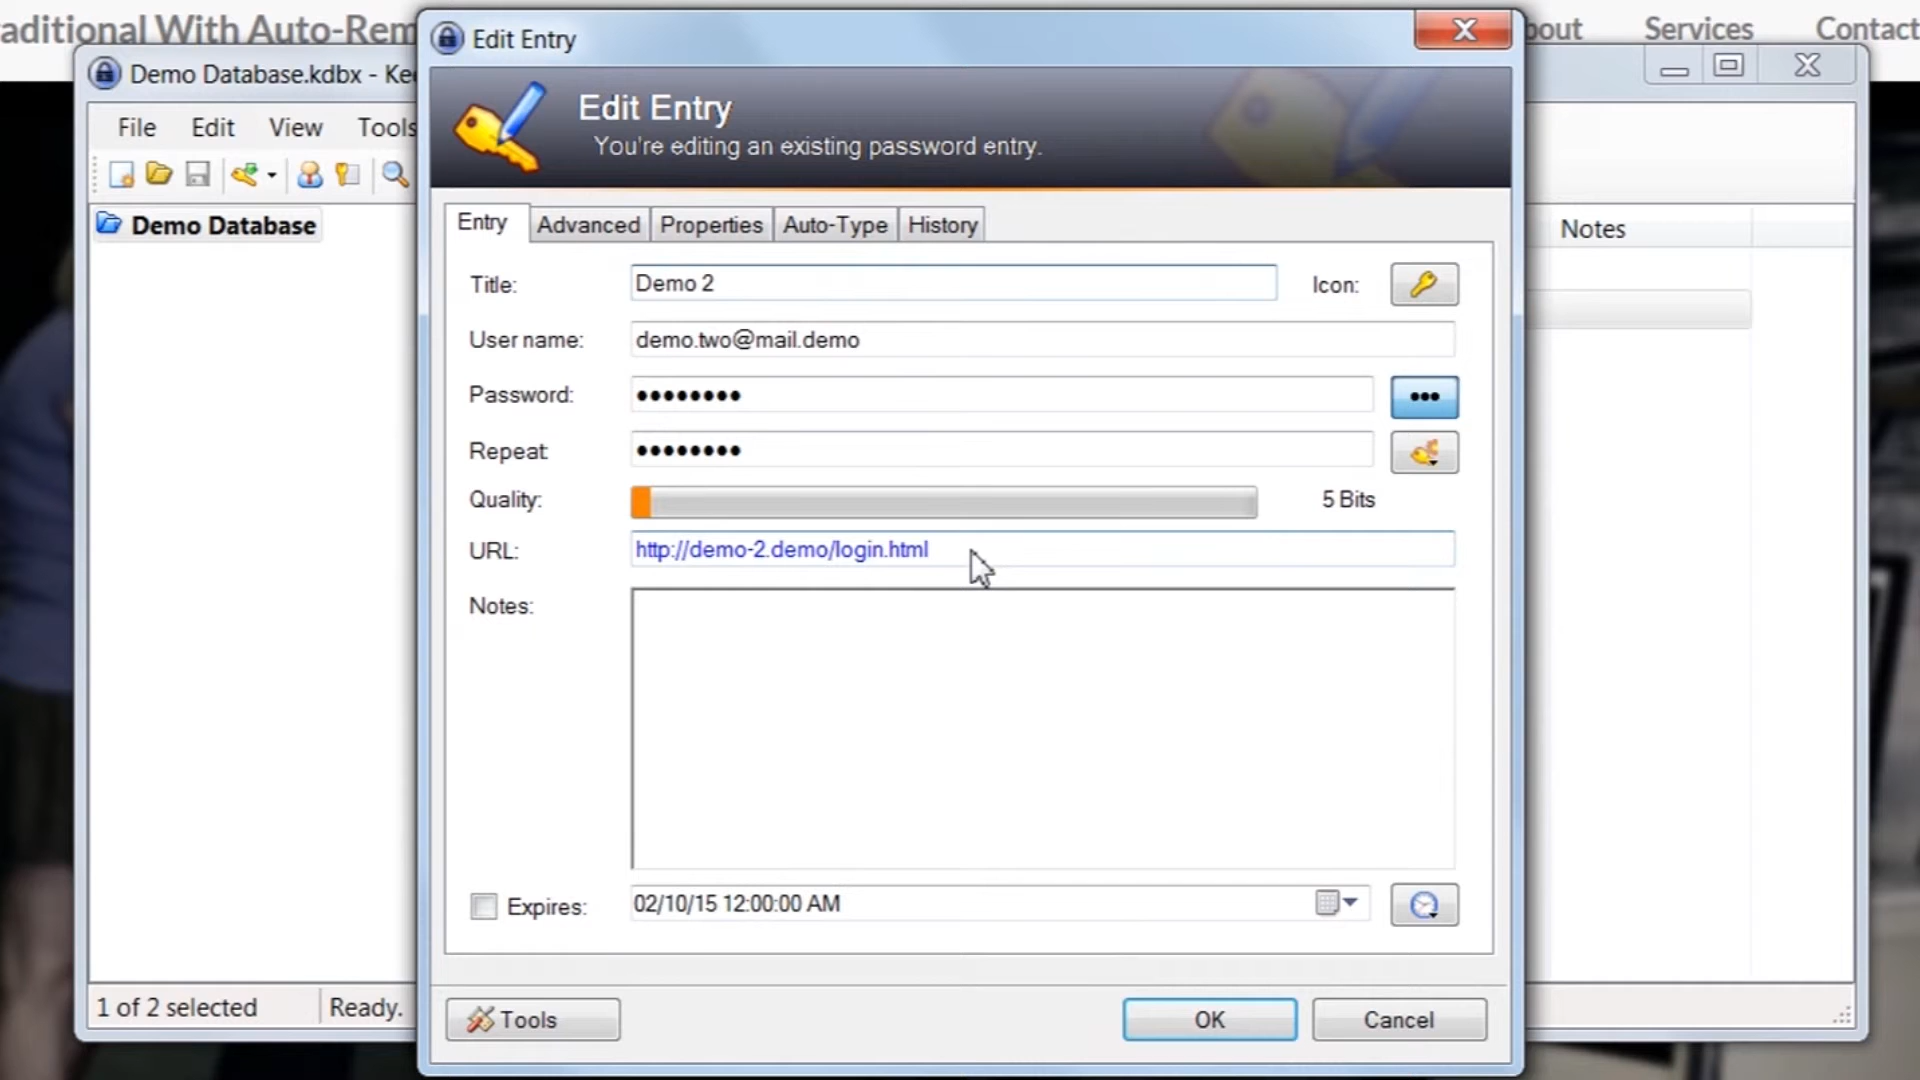 aditional With Auto-Rem
bout Services Contact
Demo Database.kdbx - Kee
File Edit View Tools
Demo Database
Notes
1 of 2 selected Ready.
Edit Entry
Edit Entry
You're editing an existing password entry.
Entry Advanced Properties Auto-Type History
Title: Demo 2 Icon:
User name: demo.two@mail.demo
Password: ●●●●●●●●
Repeat: ●●●●●●●●
Quality: 5 Bits
URL: http://demo-2.demo/login.html
Notes:
Expires: 02/10/15 12:00:00 AM
Tools OK Cancel